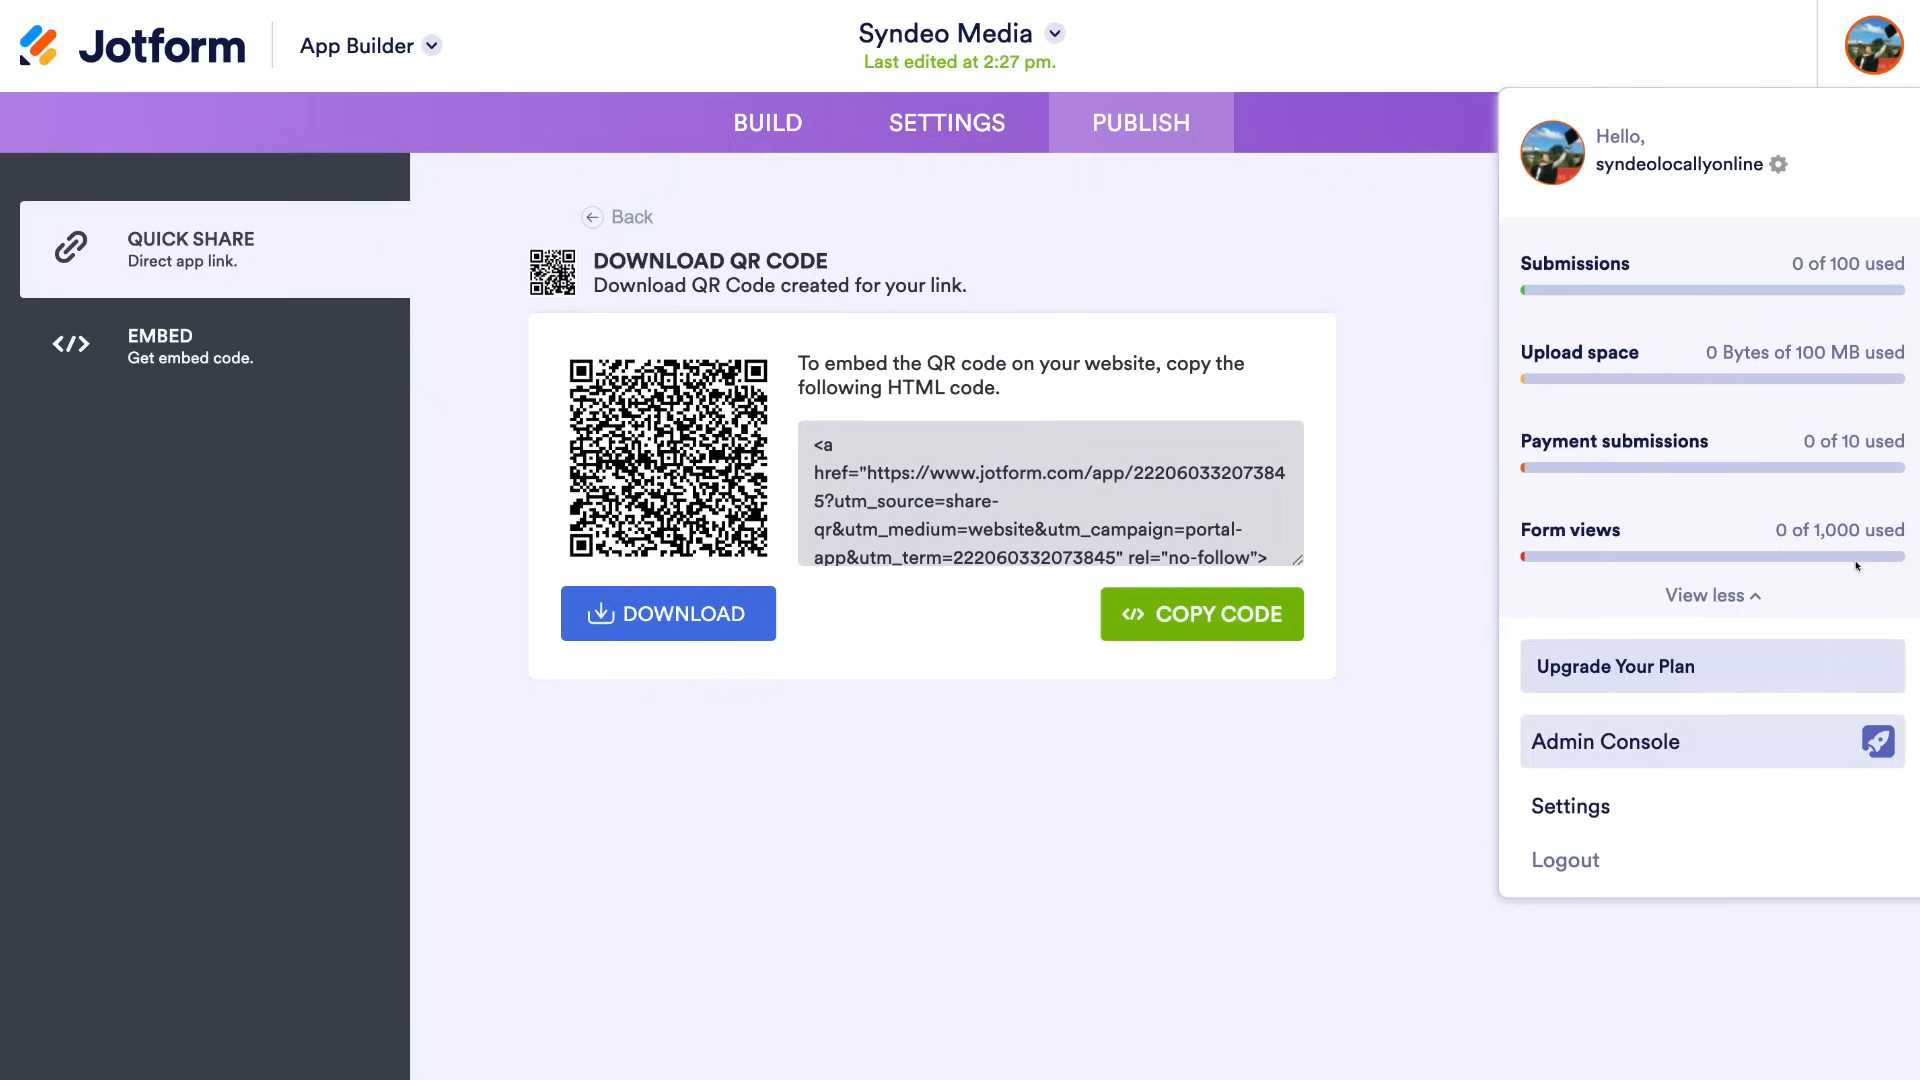 Jotform
App Builder
Syndeo Media
Last edited at 2:27 pm.
BUILD
SETTINGS
PUBLISH
QUICK SHARE
Direct app link.
EMBED
Get embed code.
Back
DOWNLOAD QR CODE
Download QR Code created for your link.
To embed the QR code on your website, copy the
following HTML code.
<a
href="https://www.jotform.com/app/22206033207384
5?utm_source=share-
qr&utm_medium=website&utm_campaign=portal-
app&utm_term=222060332073845" rel="no-follow">
DOWNLOAD
</> COPY CODE
Hello,
syndeolocallyonline
Submissions 0 of 100 used
Upload space 0 Bytes of 100 MB used
Payment submissions 0 of 10 used
Form views 0 of 1,000 used
View less
Upgrade Your Plan
Admin Console
Settings
Logout